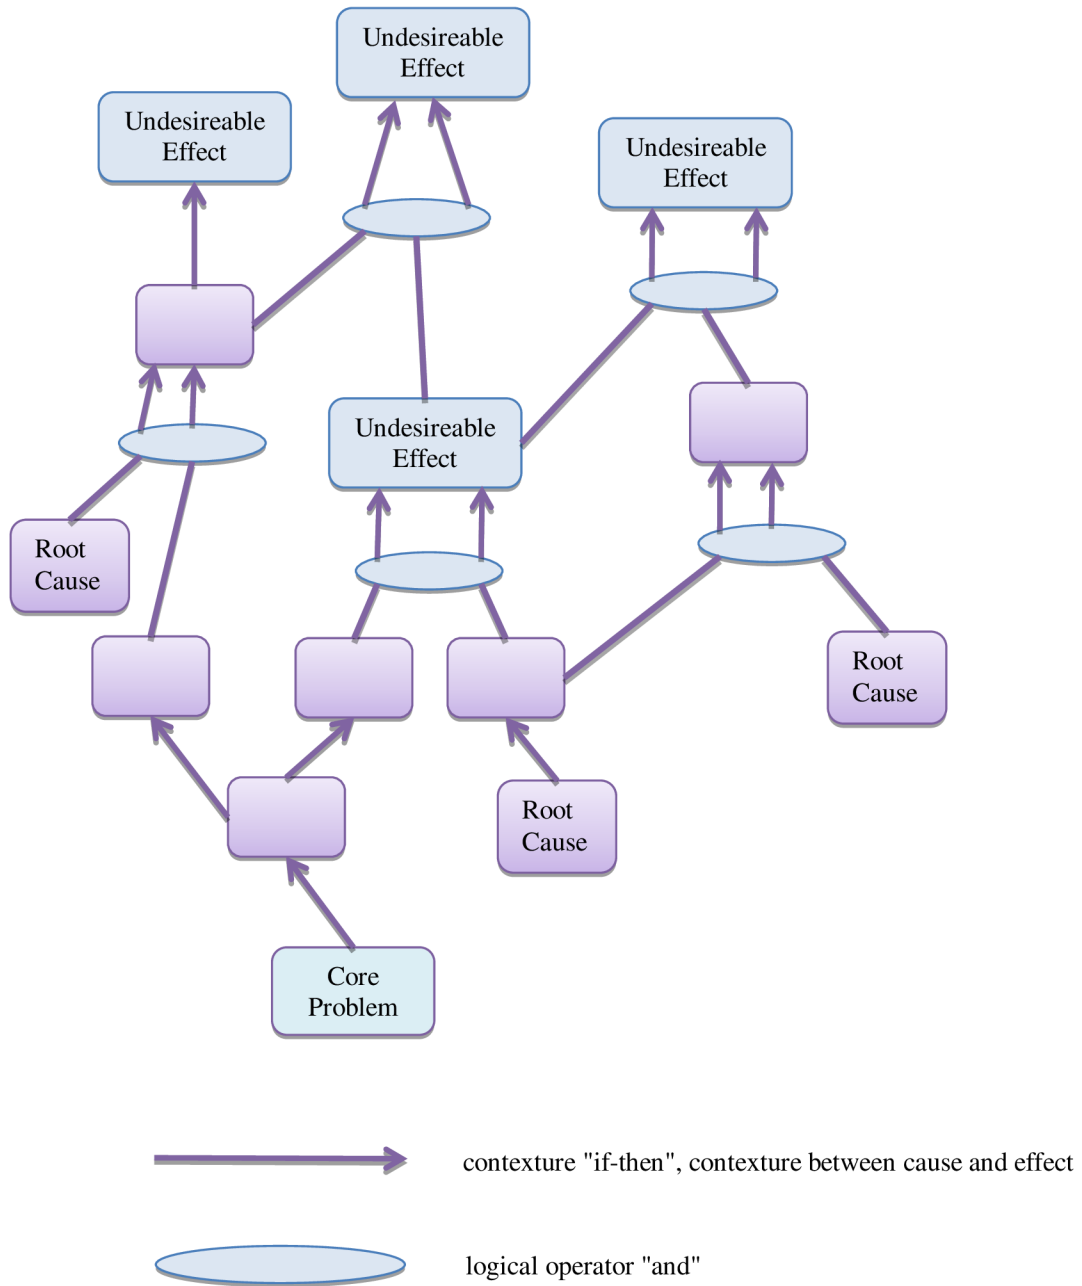 Undesireable
Effect
Undesireable
Effect
Undesireable
Effect
Undesireable
Effect
Root
Cause
Root
Cause
Root
Cause
Core
Problem
contexture "if-then", contexture between cause and effect
logical operator "and"